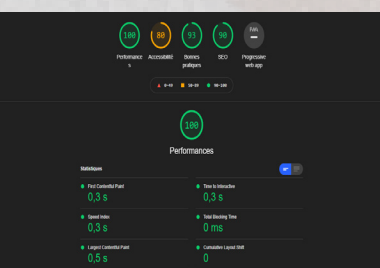 100 80 93 90
Performance Accessibilité Bonnes SEO Progressive
s pratiques web app
0-49 50-89 90-100
100
Performances
Statistiques
First Contentful Paint Time to Interactive
0,3 s 0,3 s
Speed Index Total Blocking Time
0,3 s 0 ms
Largest Contentful Paint Cumulative Layout Shift
0,5 s 0